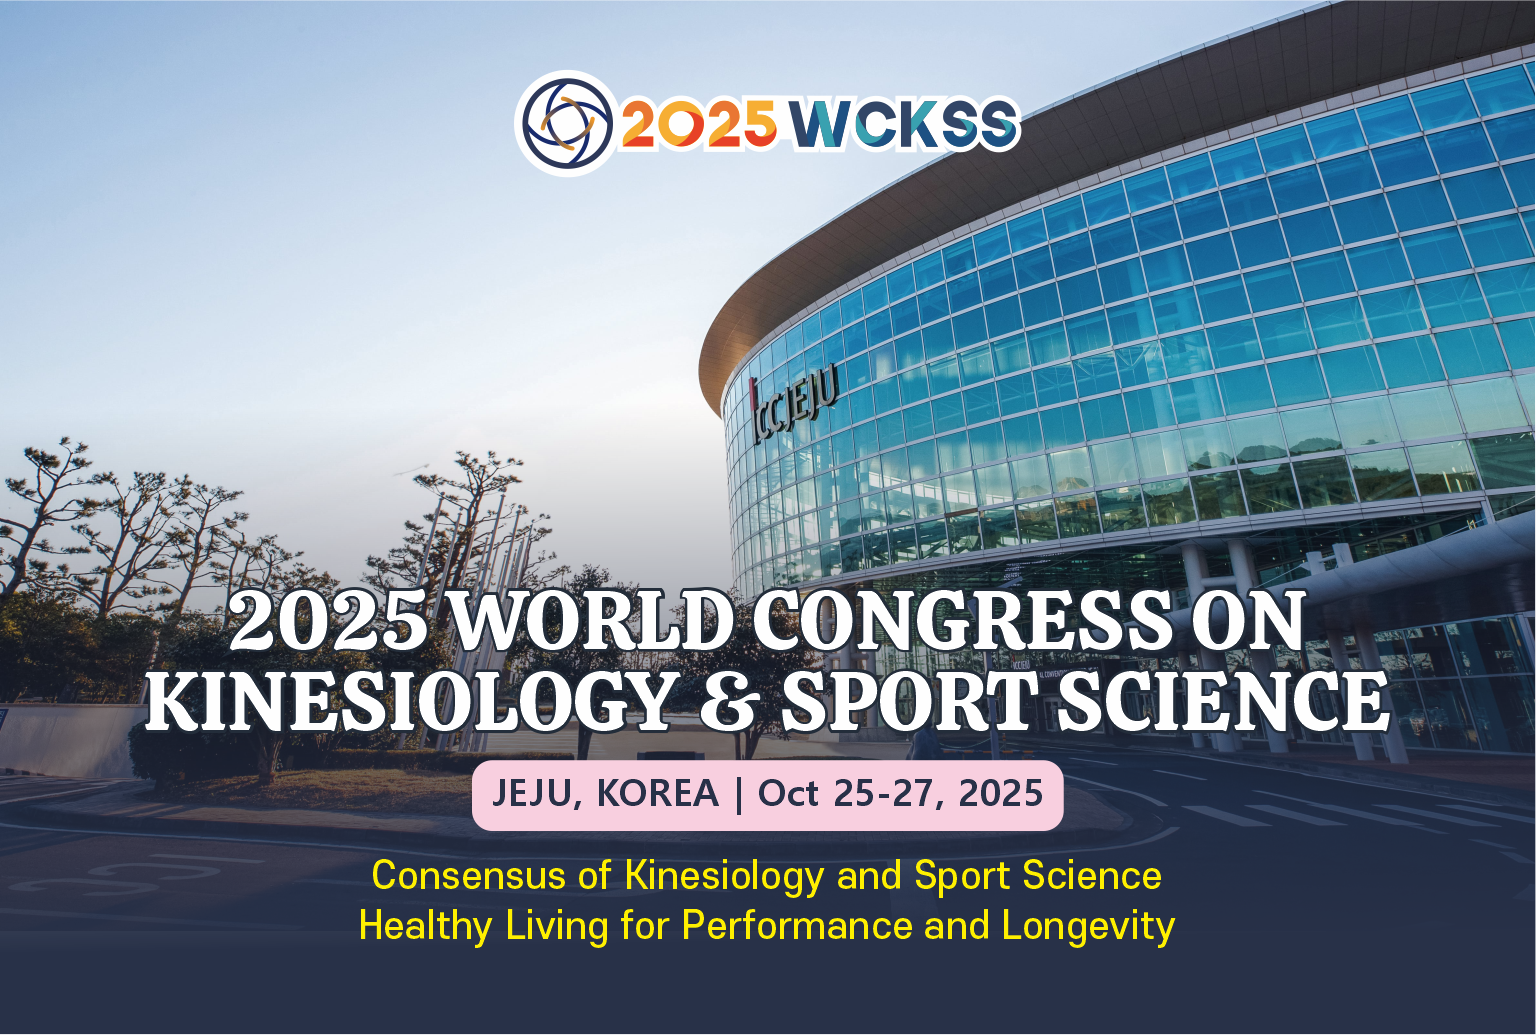 2025 WCKSS
ICCJEJU
2025 WORLD CONGRESS ON
KINESIOLOGY & SPORT SCIENCE
JEJU, KOREA | Oct 25-27, 2025
Consensus of Kinesiology and Sport Science
Healthy Living for Performance and Longevity